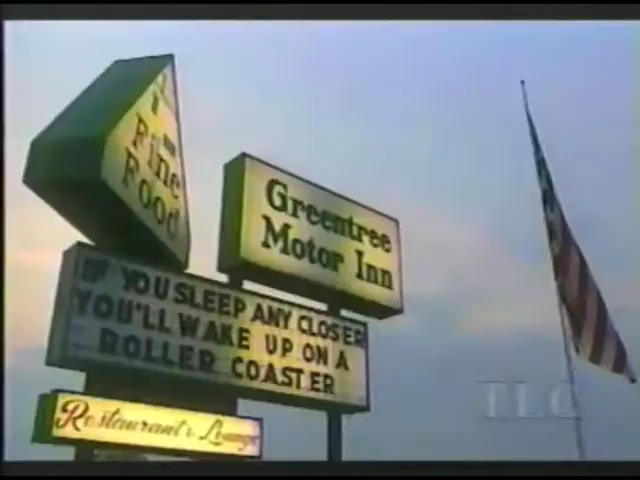 Fine
Food
Greentree
Motor Inn
IF YOU SLEEP ANY CLOSER
YOU'LL WAKE UP ON A
ROLLER COASTER
Restaurant & Lounge
TLC